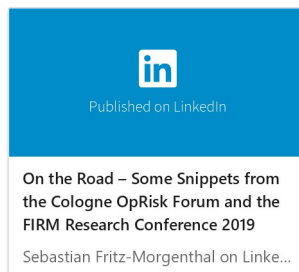 in
Published on LinkedIn
On the Road – Some Snippets from
the Cologne OpRisk Forum and the
FIRM Research Conference 2019
Sebastian Fritz-Morgenthal on Linke...